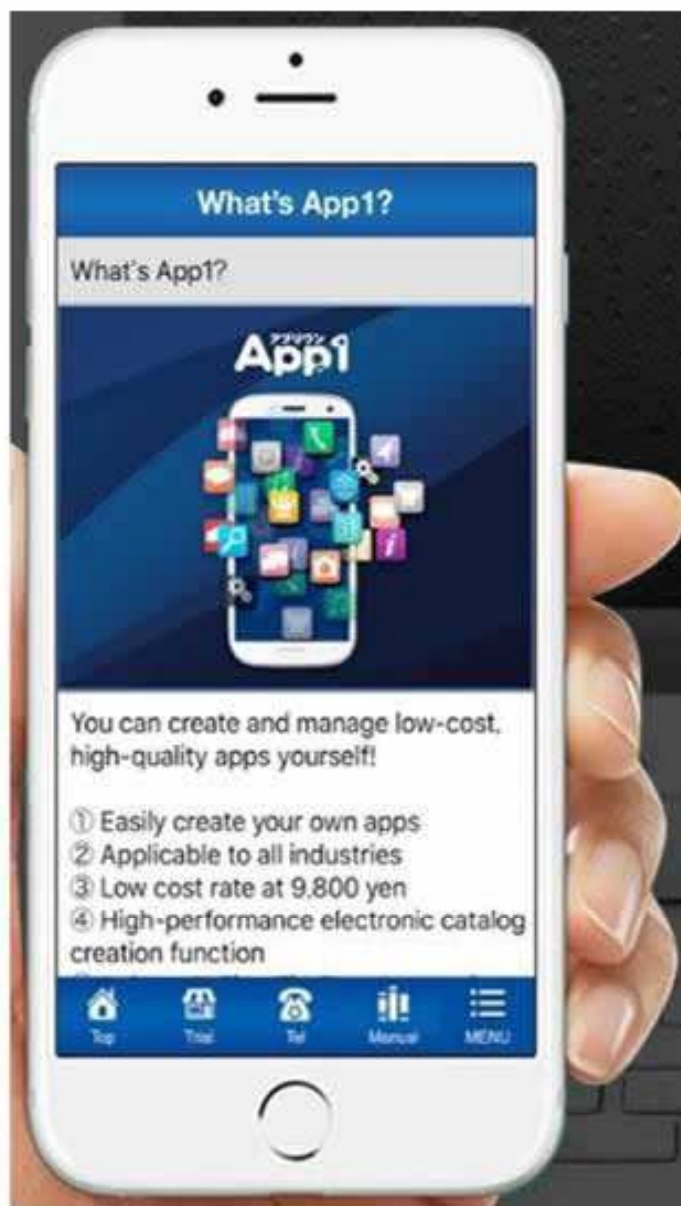 What's App1?
What's App1?
アプリワン
App1
You can create and manage low-cost,
high-quality apps yourself!
① Easily create your own apps
② Applicable to all industries
③ Low cost rate at 9,800 yen
④ High-performance electronic catalog
creation function
Top Trial Tel Manual MENU